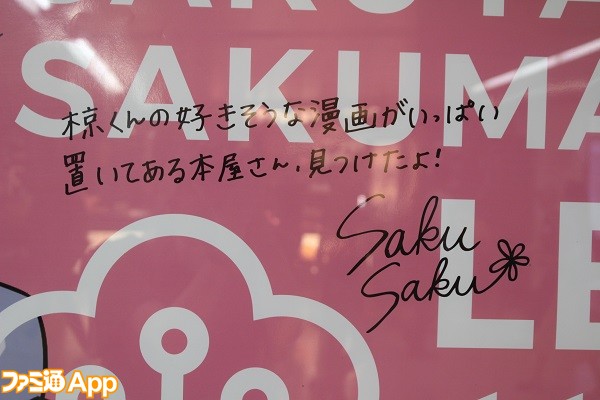 SAKUYA
SAKUMA
椋くんの好きそうな漫画がいっぱい
置いてある本屋さん、見つけたよ!
Saku
Saku
LE
ファミ通App